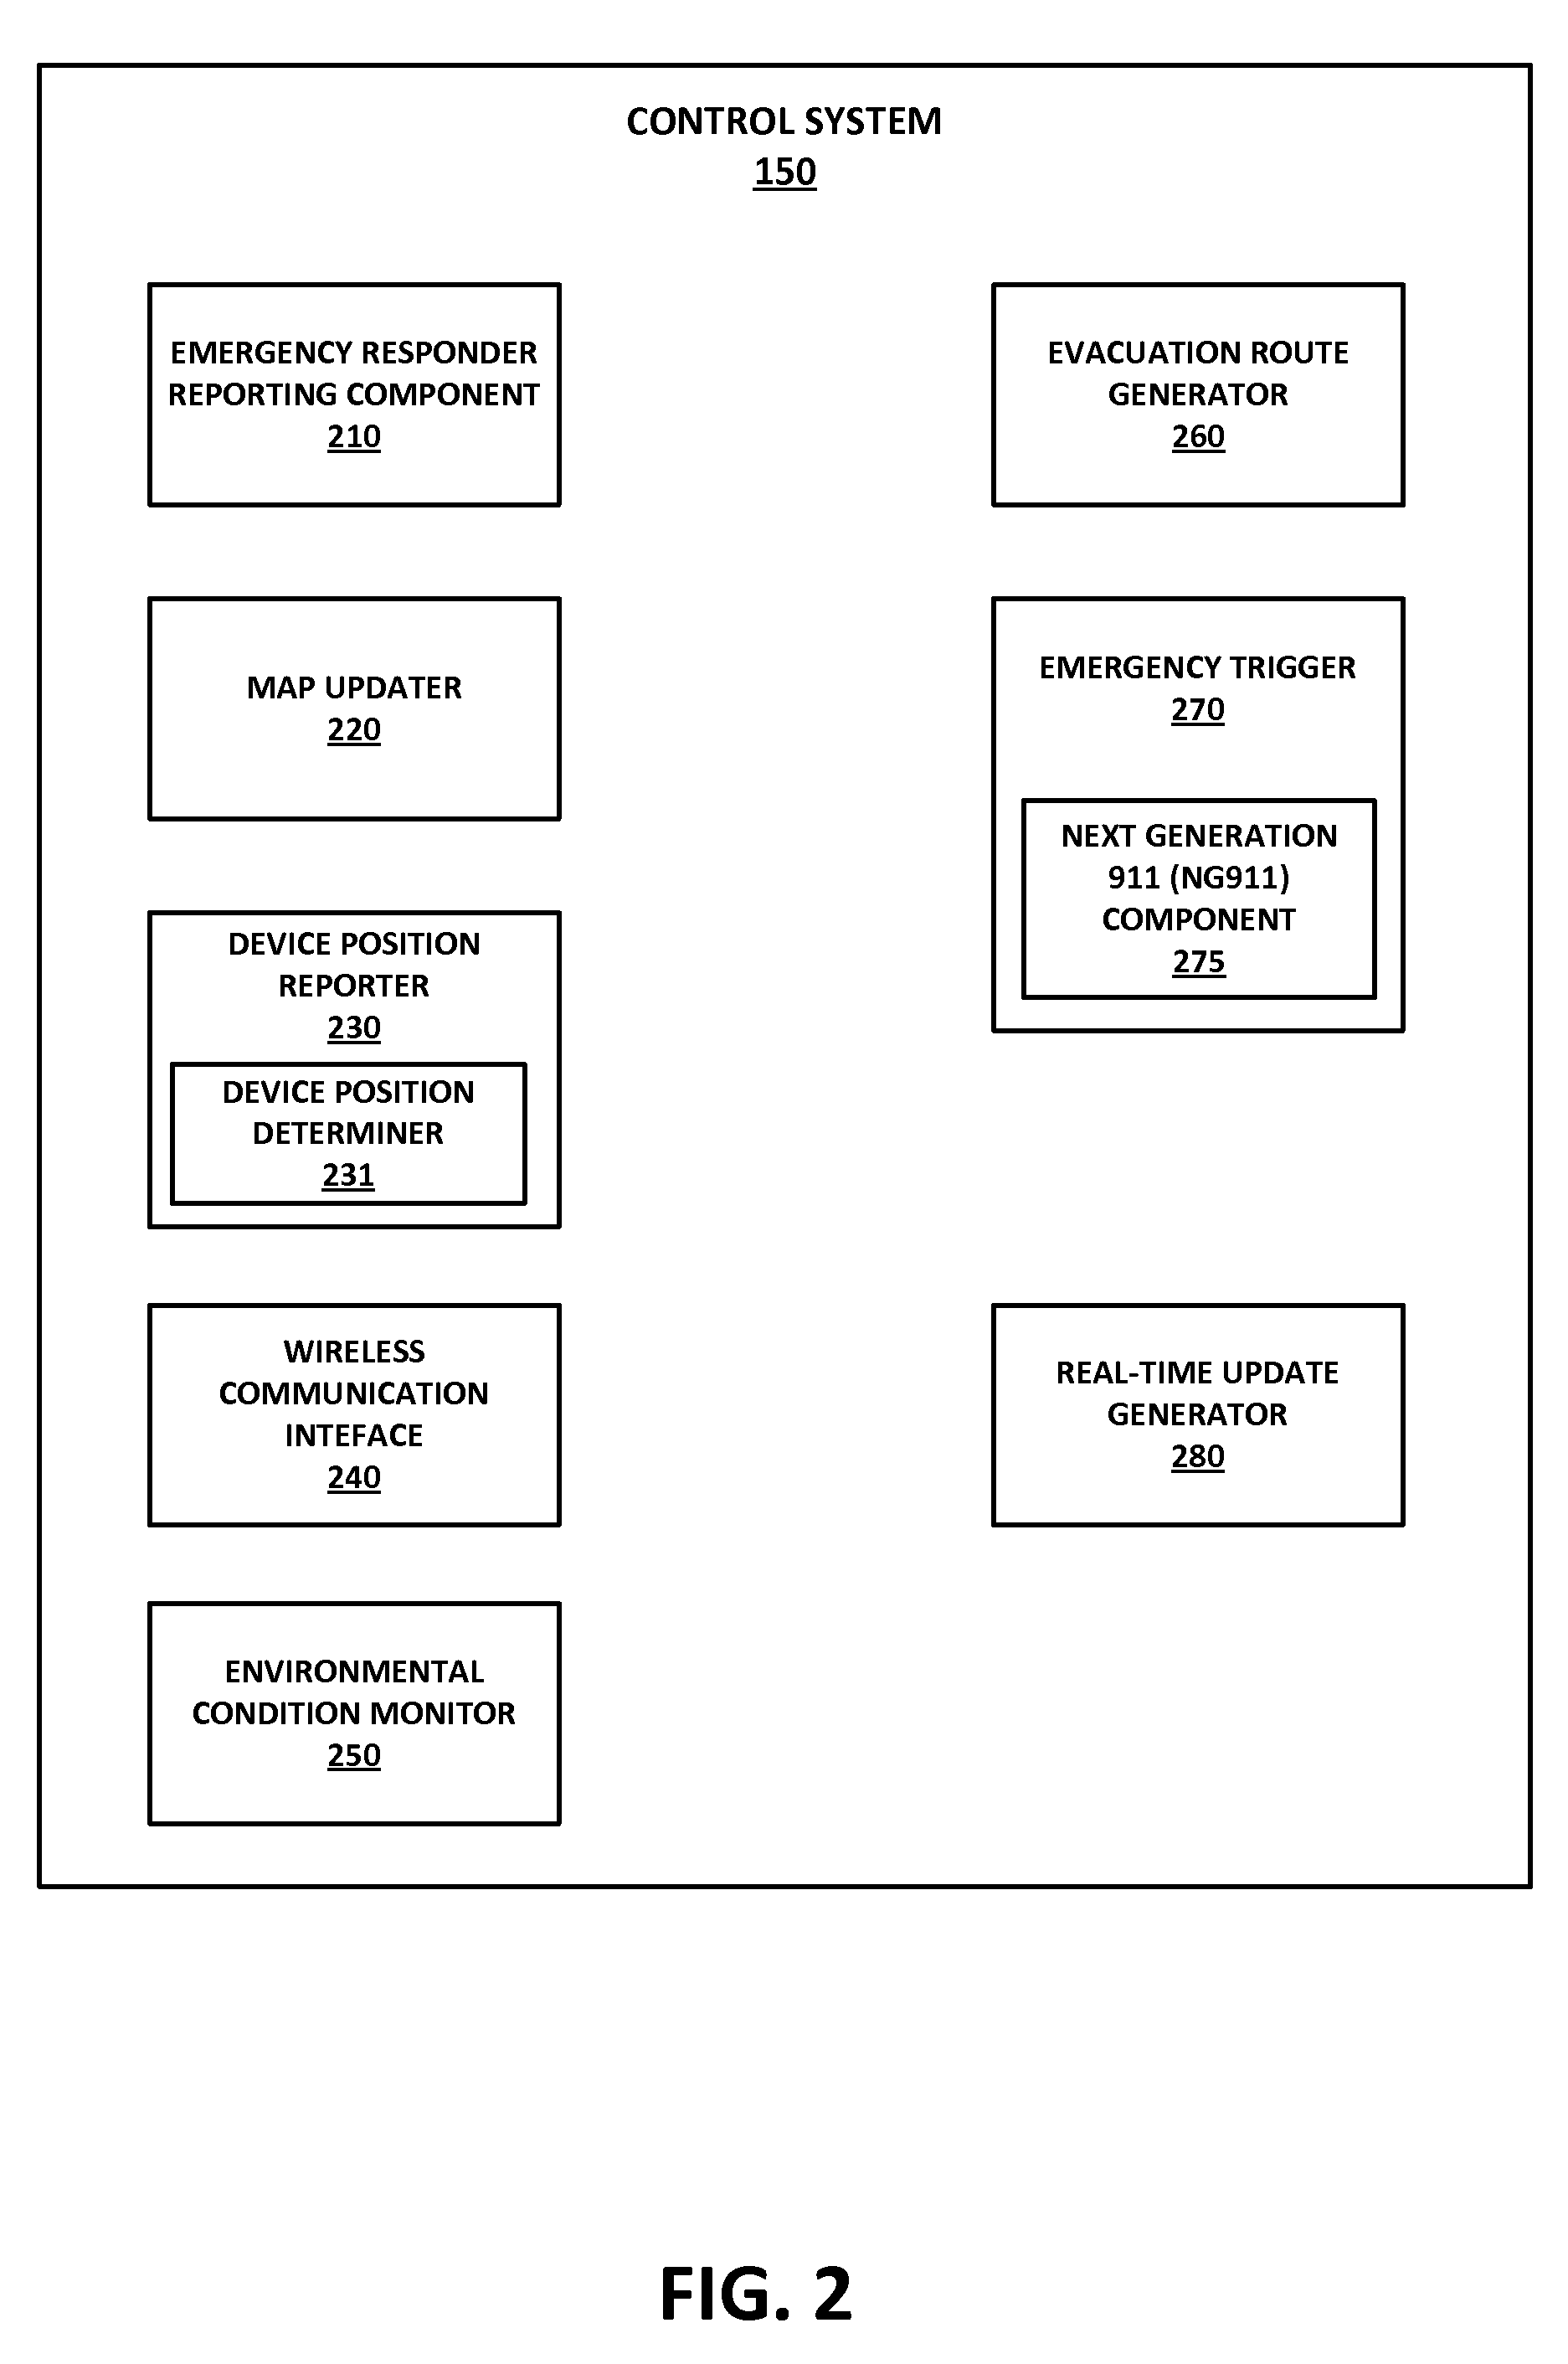 CONTROL SYSTEM
150
EMERGENCY RESPONDER
REPORTING COMPONENT
210
MAP UPDATER
220
DEVICE POSITION
REPORTER
230
DEVICE POSITION
DETERMINER
231
WIRELESS
COMMUNICATION
INTEFACE
240
ENVIRONMENTAL
CONDITION MONITOR
250
EVACUATION ROUTE
GENERATOR
260
EMERGENCY TRIGGER
270
NEXT GENERATION
911 (NG911)
COMPONENT
275
REAL-TIME UPDATE
GENERATOR
280
FIG. 2